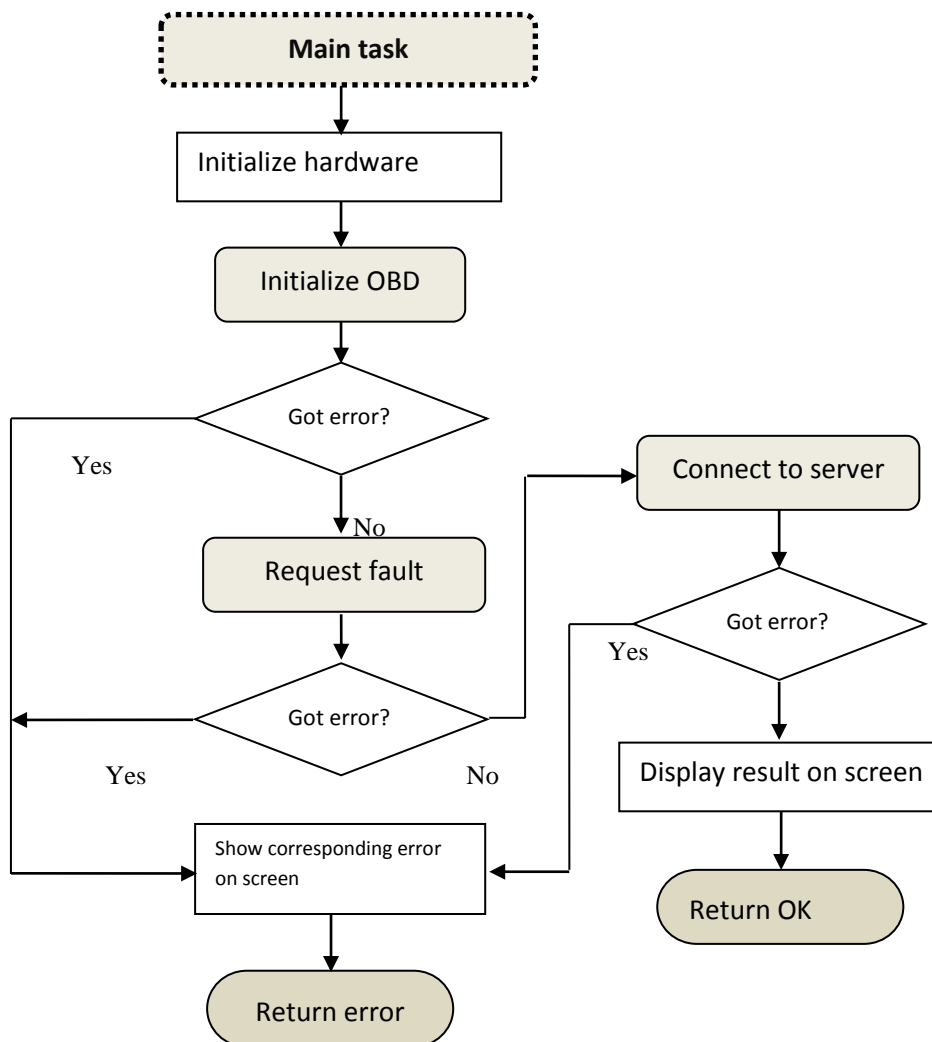 Main task
Initialize hardware
Initialize OBD
Got error?
Yes
No
Request fault
Got error?
Yes
No
Connect to server
Got error?
Yes
Display result on screen
Return OK
Show corresponding error
on screen
Return error